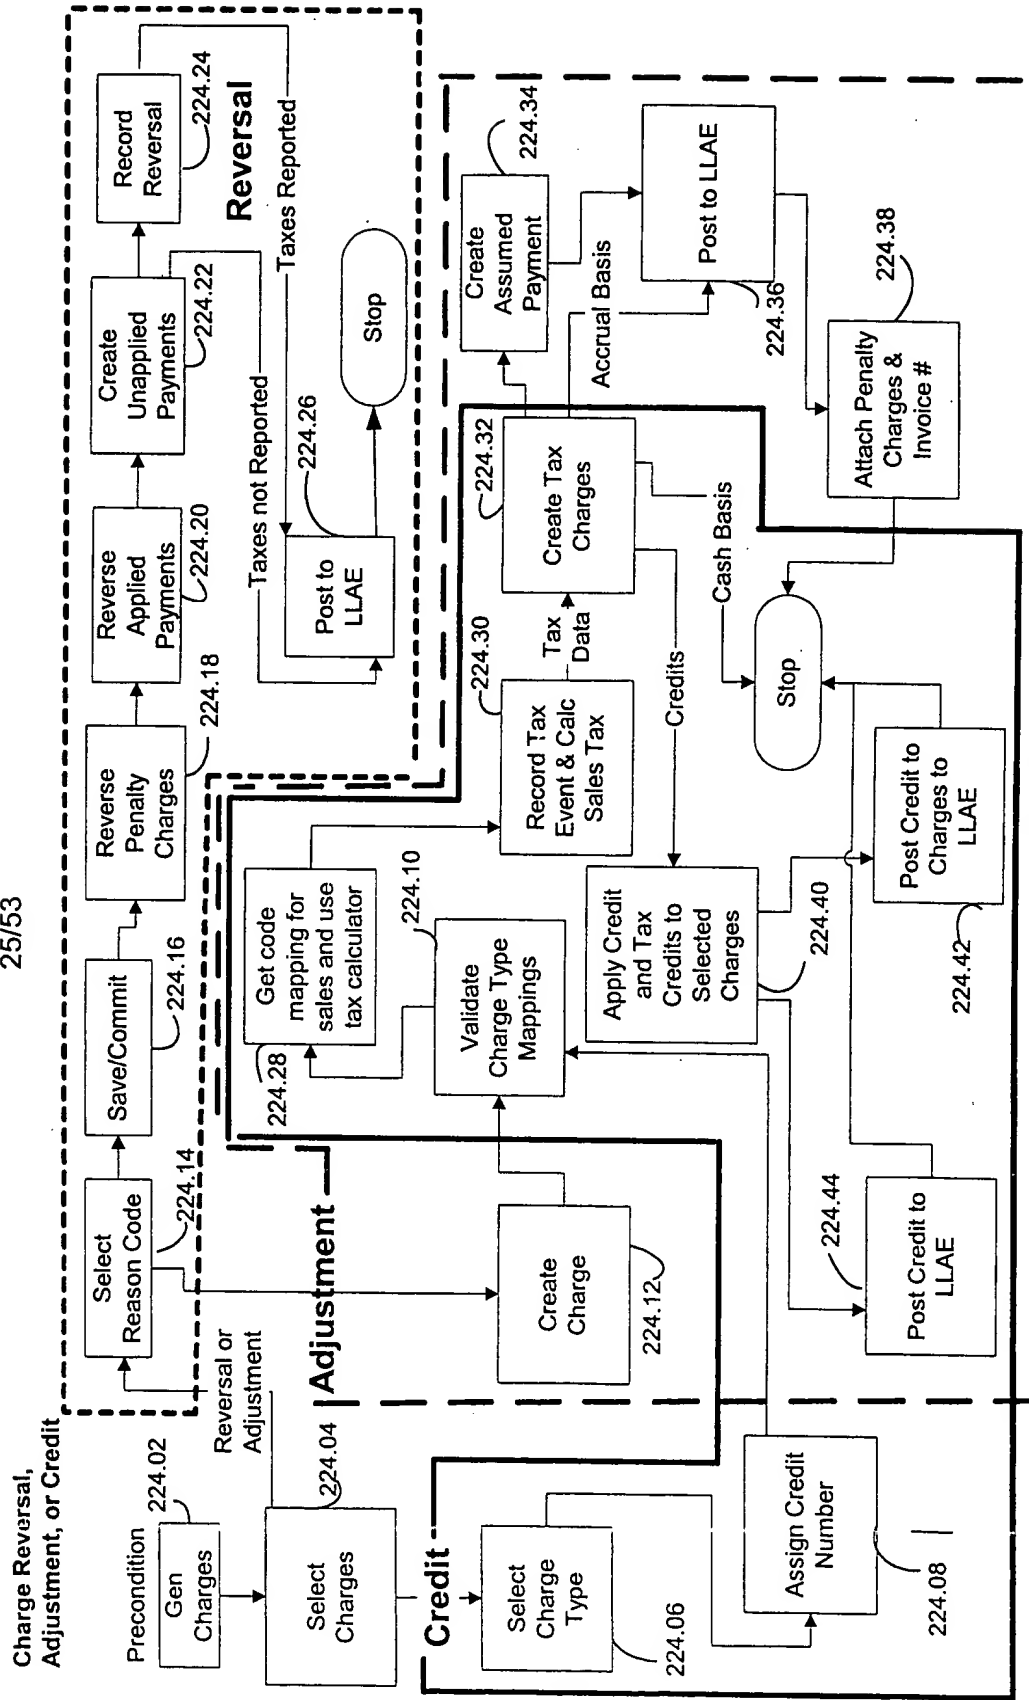 25/53
Charge Reversal,
Adjustment, or Credit
Precondition
224.02
Gen
Charges
Select
Charges
224.04
Reversal or
Adjustment
Select
Reason Code
224.14
Save/Commit
224.16
Reverse
Penalty
Charges
224.18
Reverse
Applied
Payments
224.20
Create
Unapplied
Payments
224.22
Record
Reversal
224.24
Reversal
Taxes not Reported
Taxes Reported
Post to
LLAE
224.26
Stop
Adjustment
Create
Charge
224.12
Validate
Charge Type
Mappings
224.10
Get code
mapping for
sales and use
tax calculator
224.28
Record Tax
Event & Calc
Sales Tax
224.30
Tax
Data
Create Tax
Charges
224.32
Create
Assumed
Payment
224.34
Accrual Basis
Post to LLAE
224.36
Attach Penalty
Charges &
Invoice #
224.38
Cash Basis
Credits
Stop
Apply Credit
and Tax
Credits to
Selected
Charges
224.40
Post Credit to
Charges to
LLAE
224.42
Post Credit to
LLAE
224.44
Credit
Select
Charge
Type
224.06
Assign Credit
Number
224.08